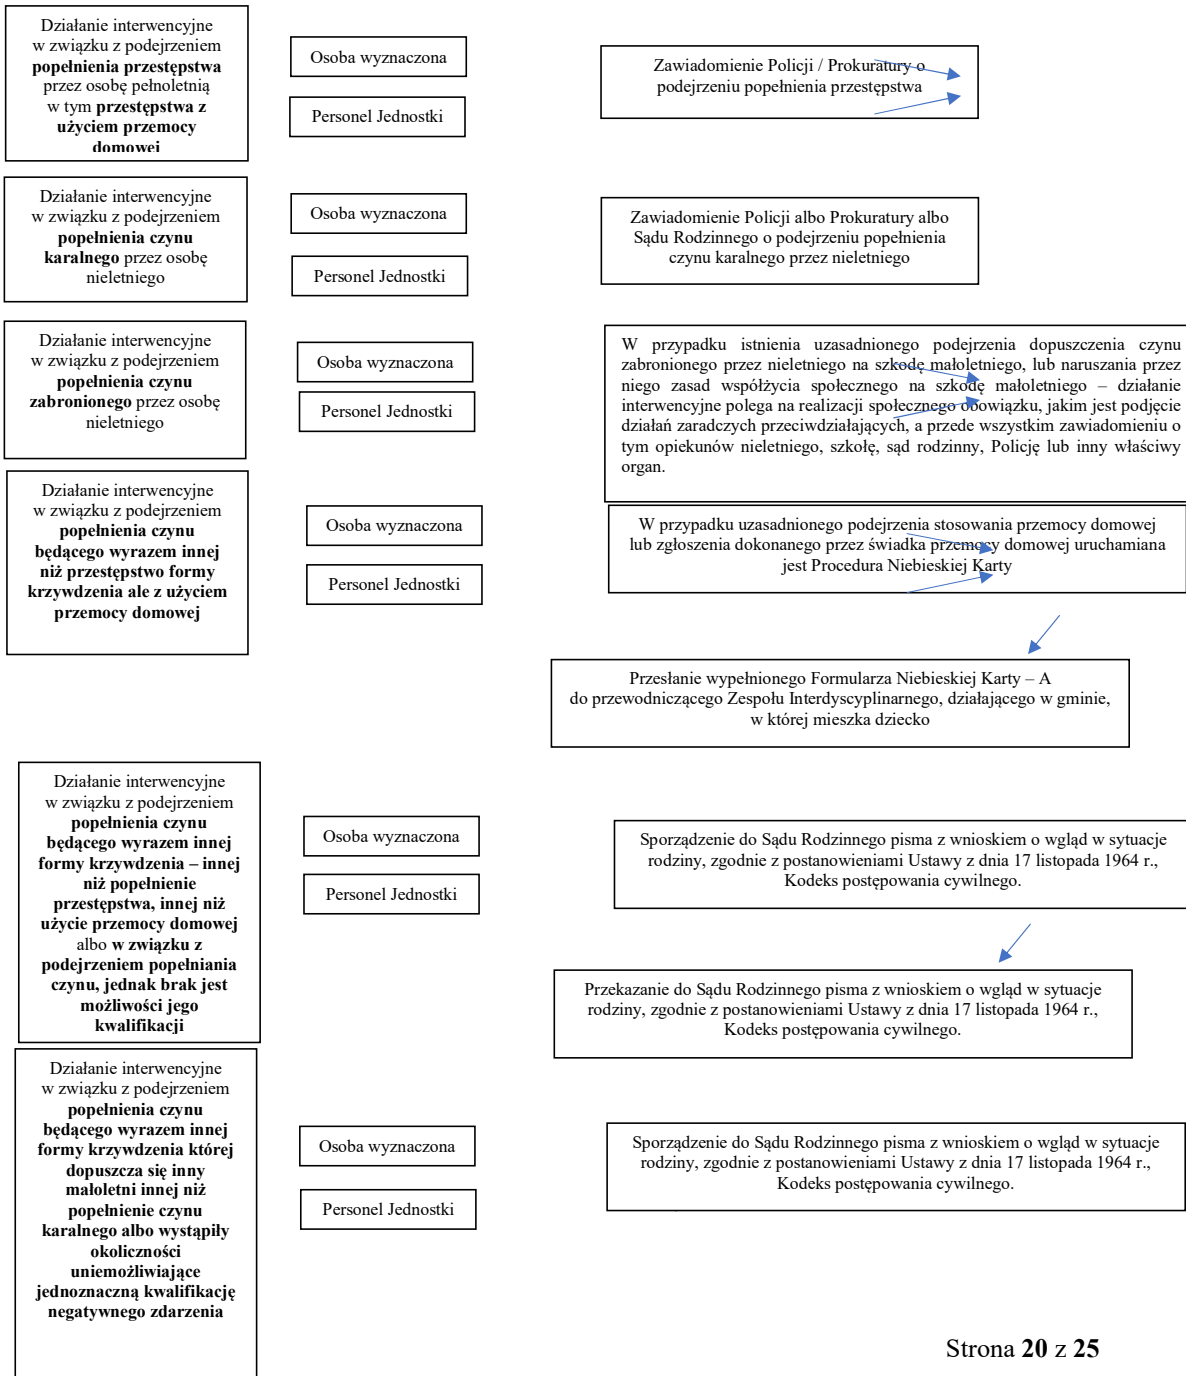 Działanie interwencyjne
w związku z podejrzeniem
popełnienia przestępstwa
przez osobę pełnoletnią
w tym przestępstwa z
użyciem przemocy
domowej
Osoba wyznaczona
Personel Jednostki
Zawiadomienie Policji / Prokuratury o
podejrzeniu popełnienia przestępstwa
Działanie interwencyjne
w związku z podejrzeniem
popełnienia czynu
karalnego przez osobę
nieletniego
Osoba wyznaczona
Personel Jednostki
Zawiadomienie Policji albo Prokuratury albo
Sądu Rodzinnego o podejrzeniu popełnienia
czynu karalnego przez nieletniego
Działanie interwencyjne
w związku z podejrzeniem
popełnienia czynu
zabronionego przez osobę
nieletniego
Osoba wyznaczona
Personel Jednostki
W przypadku istnienia uzasadnionego podejrzenia dopuszczenia czynu
zabronionego przez nieletniego na szkodę małoletniego, lub naruszania przez
niego zasad współżycia społecznego na szkodę małoletniego – działanie
interwencyjne polega na realizacji społecznego obowiązku, jakim jest podjęcie
działań zaradczych przeciwdziałających, a przede wszystkim zawiadomieniu o
tym opiekunów nieletniego, szkołę, sąd rodzinny, Policję lub inny właściwy
organ.
Działanie interwencyjne
w związku z podejrzeniem
popełnienia czynu
będącego wyrazem innej
niż przestępstwo formy
krzywdzenia ale z użyciem
przemocy domowej
Osoba wyznaczona
Personel Jednostki
W przypadku uzasadnionego podejrzenia stosowania przemocy domowej
lub zgłoszenia dokonanego przez świadka przemocy domowej uruchamiana
jest Procedura Niebieskiej Karty
Przesłanie wypełnionego Formularza Niebieskiej Karty – A
do przewodniczącego Zespołu Interdyscyplinarnego, działającego w gminie,
w której mieszka dziecko
Działanie interwencyjne
w związku z podejrzeniem
popełnienia czynu
będącego wyrazem innej
formy krzywdzenia – innej
niż popełnienie
przestępstwa, innej niż
użycie przemocy domowej
albo w związku z
podejrzeniem popełniania
czynu, jednak brak jest
możliwości jego
kwalifikacji
Osoba wyznaczona
Personel Jednostki
Sporządzenie do Sądu Rodzinnego pisma z wnioskiem o wgląd w sytuacje
rodziny, zgodnie z postanowieniami Ustawy z dnia 17 listopada 1964 r.,
Kodeks postępowania cywilnego.
Przekazanie do Sądu Rodzinnego pisma z wnioskiem o wgląd w sytuacje
rodziny, zgodnie z postanowieniami Ustawy z dnia 17 listopada 1964 r.,
Kodeks postępowania cywilnego.
Działanie interwencyjne
w związku z podejrzeniem
popełnienia czynu
będącego wyrazem innej
formy krzywdzenia której
dopuszcza się inny
małoletni innej niż
popełnienie czynu
karalnego albo wystąpiły
okoliczności
uniemożliwiające
jednoznaczną kwalifikację
negatywnego zdarzenia
Osoba wyznaczona
Personel Jednostki
Sporządzenie do Sądu Rodzinnego pisma z wnioskiem o wgląd w sytuacje
rodziny, zgodnie z postanowieniami Ustawy z dnia 17 listopada 1964 r.,
Kodeks postępowania cywilnego.
Strona 20 z 25